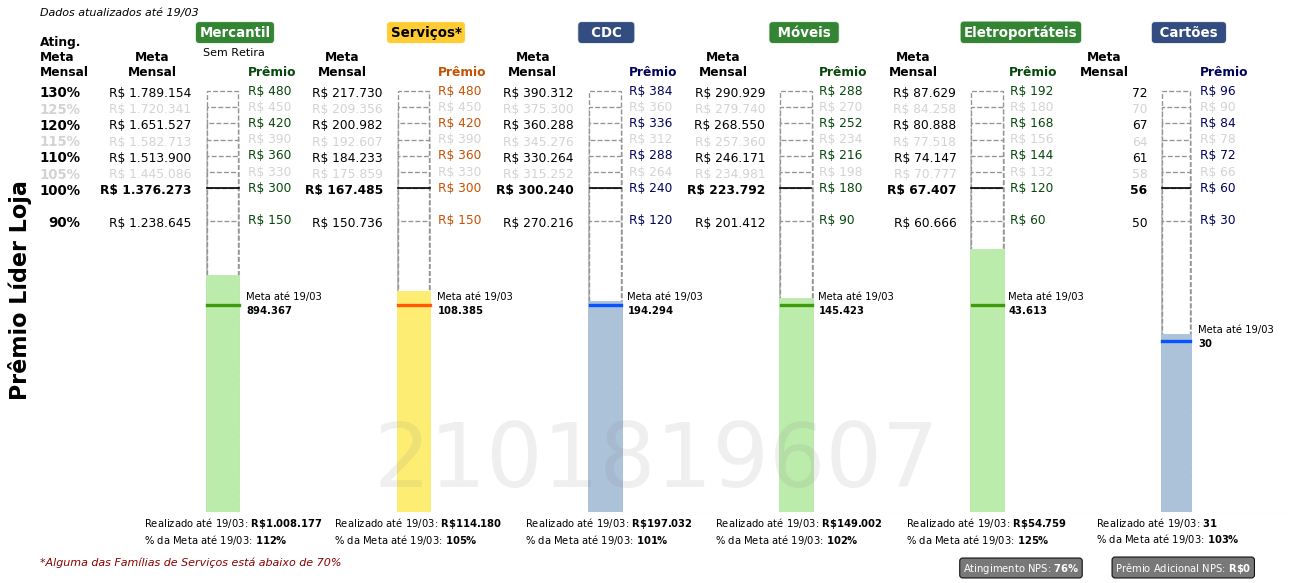 Dados atualizados até 19/03
Mercantil Serviços* CDC Móveis Eletroportáteis Cartões
Sem Retira
Ating. Meta Mensal Meta Mensal Prêmio Meta Mensal Prêmio Meta Mensal Prêmio Meta Mensal Prêmio Meta Mensal Prêmio Meta Mensal Prêmio
130% R$ 1.789.154 R$ 480 R$ 217.730 R$ 480 R$ 390.312 R$ 384 R$ 290.929 R$ 288 R$ 87.629 R$ 192 72 R$ 96
125% R$ 1.720.341 R$ 450 R$ 209.356 R$ 450 R$ 375.300 R$ 360 R$ 279.740 R$ 270 R$ 84.258 R$ 180 70 R$ 90
120% R$ 1.651.527 R$ 420 R$ 200.982 R$ 420 R$ 360.288 R$ 336 R$ 268.550 R$ 252 R$ 80.888 R$ 168 67 R$ 84
115% R$ 1.582.713 R$ 390 R$ 192.607 R$ 390 R$ 345.276 R$ 312 R$ 257.360 R$ 234 R$ 77.518 R$ 156 64 R$ 78
110% R$ 1.513.900 R$ 360 R$ 184.233 R$ 360 R$ 330.264 R$ 288 R$ 246.171 R$ 216 R$ 74.147 R$ 144 61 R$ 72
105% R$ 1.445.086 R$ 330 R$ 175.859 R$ 330 R$ 315.252 R$ 264 R$ 234.981 R$ 198 R$ 70.777 R$ 132 58 R$ 66
100% R$ 1.376.273 R$ 300 R$ 167.485 R$ 300 R$ 300.240 R$ 240 R$ 223.792 R$ 180 R$ 67.407 R$ 120 56 R$ 60
90% R$ 1.238.645 R$ 150 R$ 150.736 R$ 150 R$ 270.216 R$ 120 R$ 201.412 R$ 90 R$ 60.666 R$ 60 50 R$ 30
Prêmio Líder Loja
Meta até 19/03 Meta até 19/03 Meta até 19/03 Meta até 19/03 Meta até 19/03 Meta até 19/03
894.367 108.385 194.294 145.423 43.613 30
2101819607
Realizado até 19/03: R$1.008.177 Realizado até 19/03: R$114.180 Realizado até 19/03: R$197.032 Realizado até 19/03: R$149.002 Realizado até 19/03: R$54.759 Realizado até 19/03: 31
% da Meta até 19/03: 112% % da Meta até 19/03: 105% % da Meta até 19/03: 101% % da Meta até 19/03: 102% % da Meta até 19/03: 125% % da Meta até 19/03: 103%
*Alguma das Famílias de Serviços está abaixo de 70% Atingimento NPS: 76% Prêmio Adicional NPS: R$0